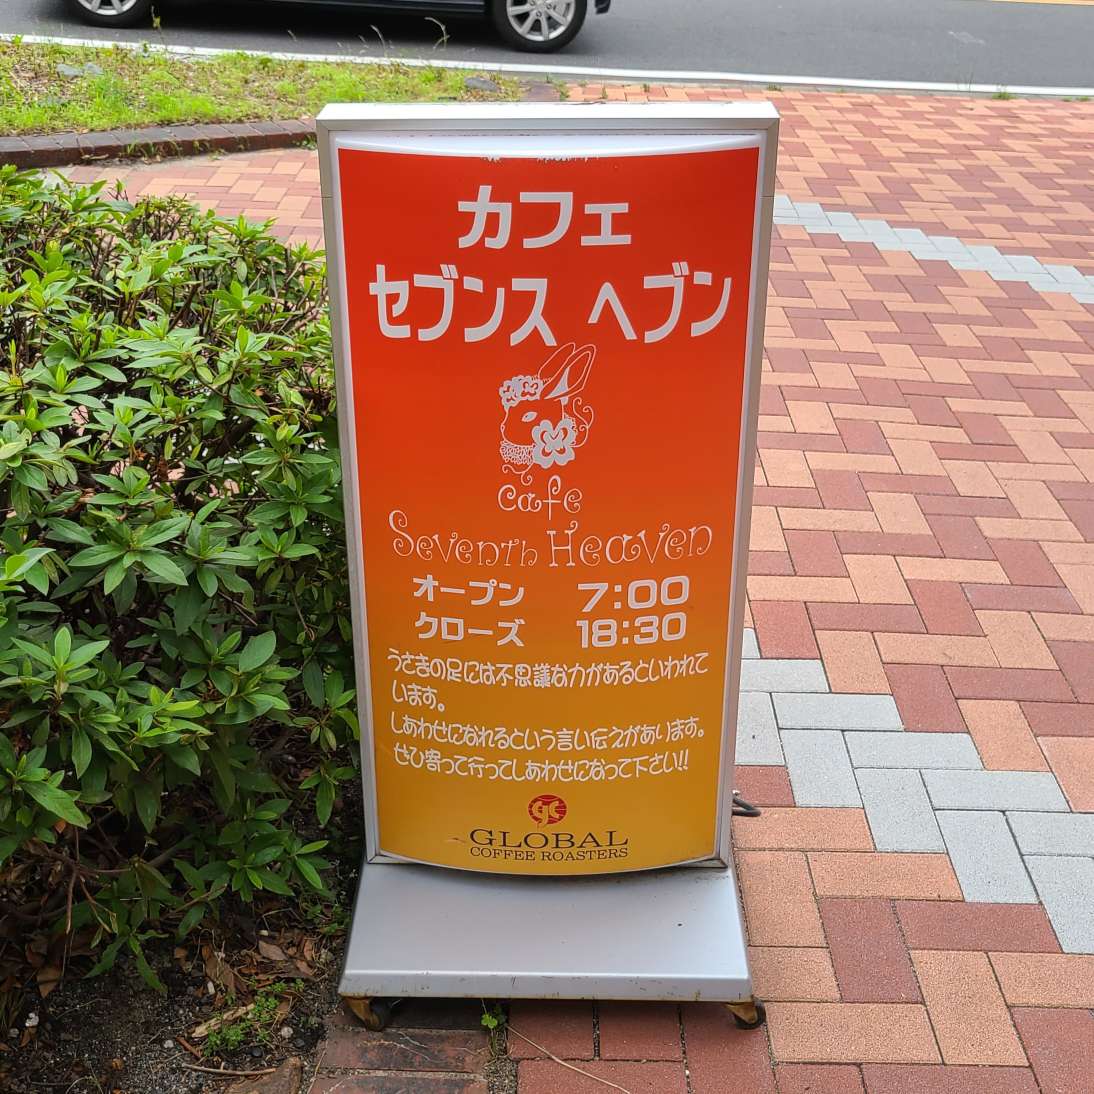 カフェ
セブンス ヘブン
cafe
Seventh Heaven
オープン 7:00
クローズ 18:30
うさきの足には不思議な力があるといわれて
います。
しあわせになれるという言い伝えがあります。
ぜひ寄って行ってしあわせになって下さい!!
GC
GLOBAL
COFFEE ROASTERS